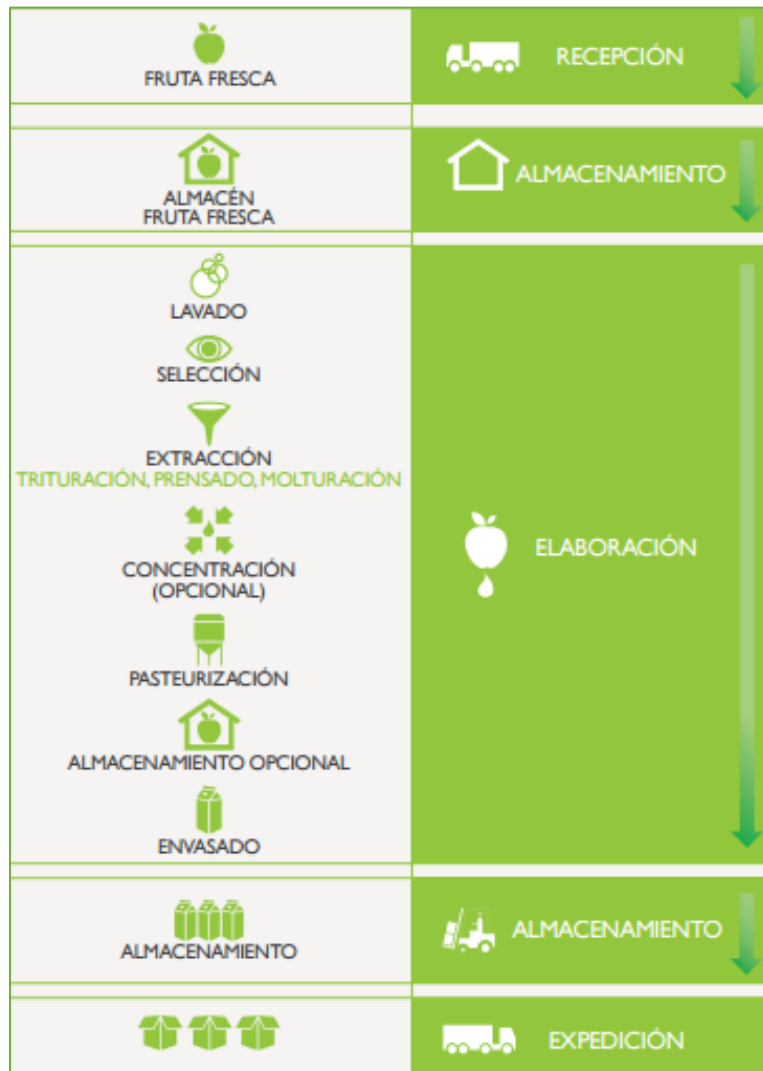 FRUTA FRESCA
RECEPCIÓN
ALMACÉN
FRUTA FRESCA
ALMACENAMIENTO
LAVADO
SELECCIÓN
EXTRACCIÓN
TRITURACIÓN, PRENSADO, MOLTURACIÓN
CONCENTRACIÓN
(OPCIONAL)
PASTEURIZACIÓN
ALMACENAMIENTO OPCIONAL
ENVASADO
ELABORACIÓN
ALMACENAMIENTO
ALMACENAMIENTO
EXPEDICIÓN